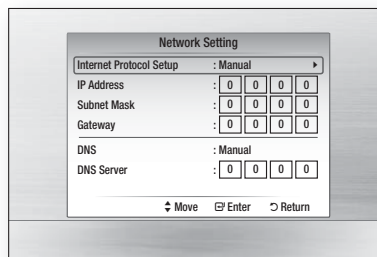 Network Setting
Internet Protocol Setup : Manual ▶
IP Address : 0 0 0 0
Subnet Mask : 0 0 0 0
Gateway : 0 0 0 0
DNS : Manual
DNS Server : 0 0 0 0
Move Enter Return